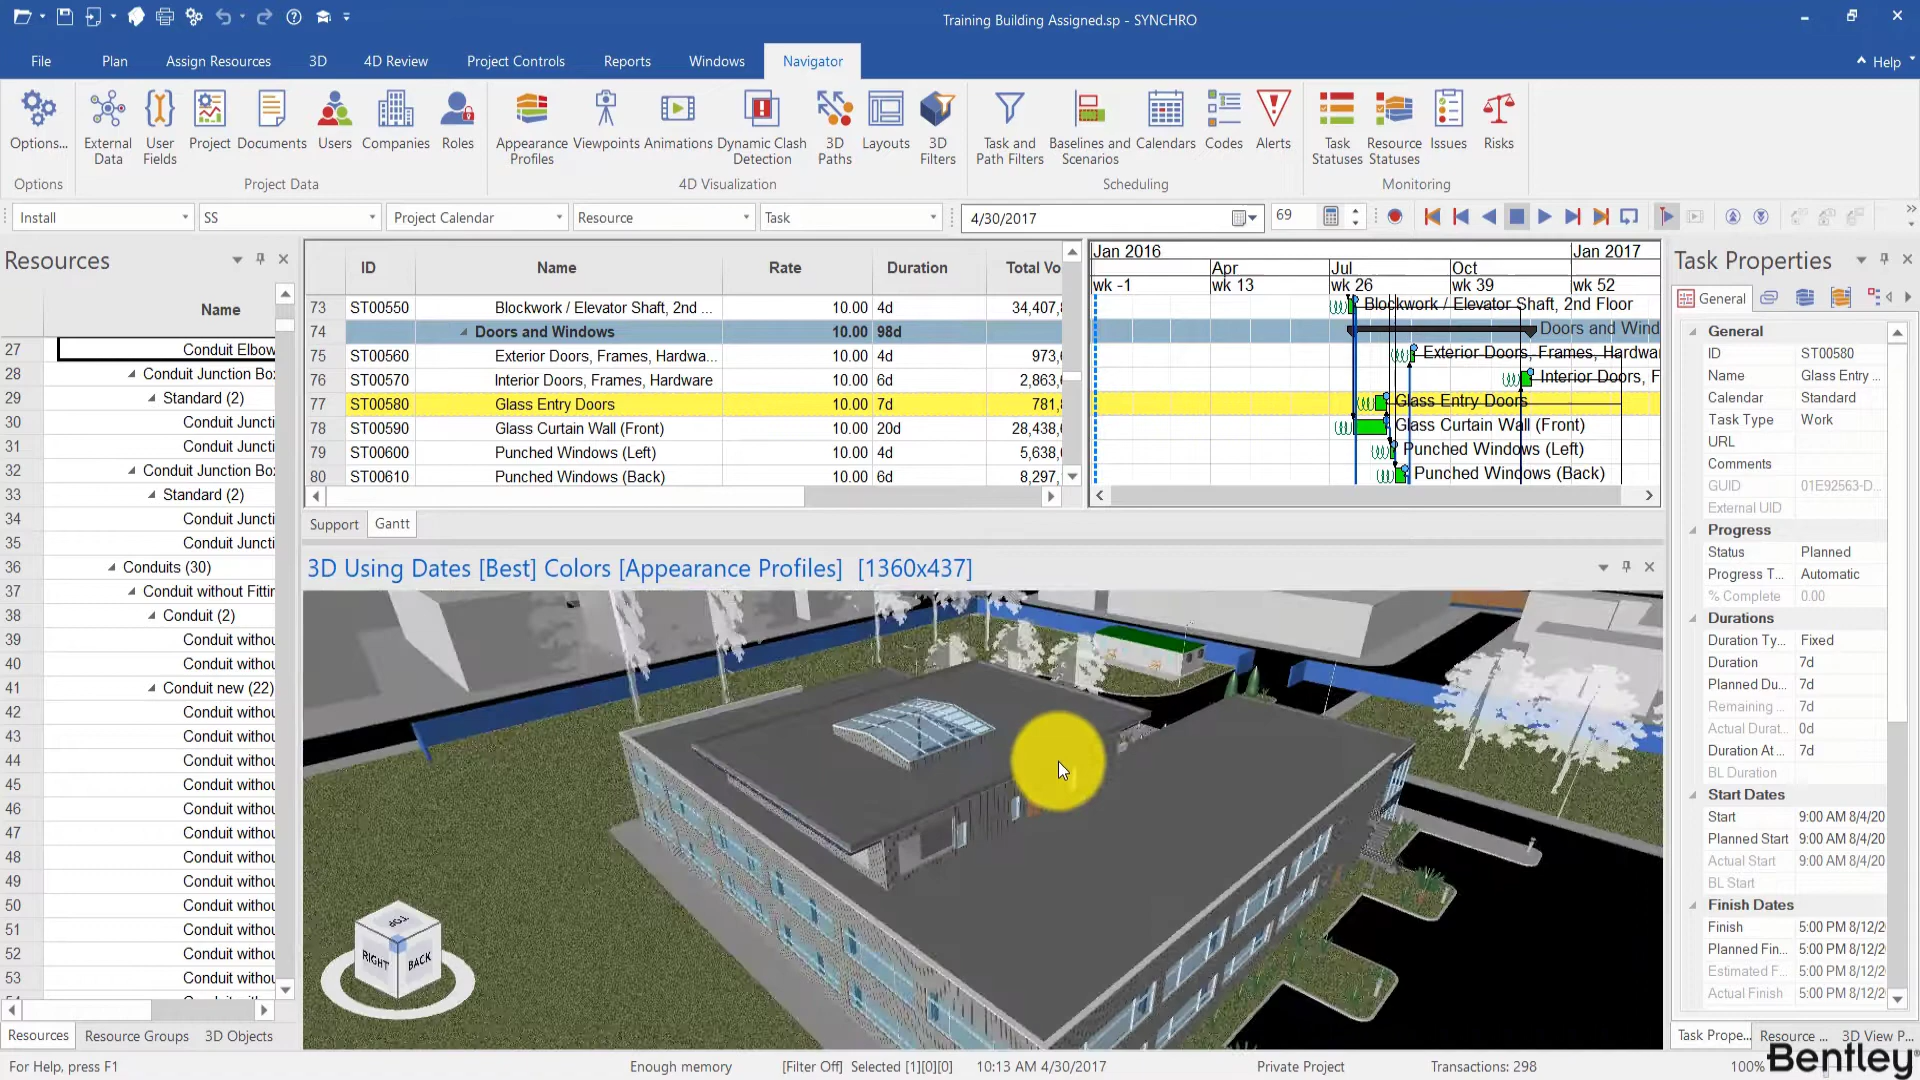 Training Building Assigned.sp - SYNCHRO
File Plan Assign Resources 3D 4D Review Project Controls Reports Windows Navigator Help
Options... External Data User Fields Project Documents Users Companies Roles Appearance Profiles Viewpoints Animations Dynamic Clash Detection 3D Paths Layouts 3D Filters Task and Path Filters Baselines and Scenarios Calendars Codes Alerts Task Statuses Resource Statuses Issues Risks
Options Project Data 4D Visualization Scheduling Monitoring
Install SS Project Calendar Resource Task 4/30/2017 69
Resources
Name
27 Conduit Elbow
28 Conduit Junction Box
29 Standard (2)
30 Conduit Juncti
31 Conduit Juncti
32 Conduit Junction Box
33 Standard (2)
34 Conduit Juncti
35 Conduit Juncti
36 Conduits (30)
37 Conduit without Fittin
38 Conduit (2)
39 Conduit withou
40 Conduit withou
41 Conduit new (22)
42 Conduit withou
43 Conduit withou
44 Conduit withou
45 Conduit withou
46 Conduit withou
47 Conduit withou
48 Conduit withou
49 Conduit withou
50 Conduit withou
51 Conduit withou
52 Conduit withou
53 Conduit withou
Resources Resource Groups 3D Objects
ID Name Rate Duration Total Vo
73 ST00550 Blockwork / Elevator Shaft, 2nd ... 10.00 4d 34,407,
74 Doors and Windows 10.00 98d
75 ST00560 Exterior Doors, Frames, Hardwa... 10.00 4d 973,
76 ST00570 Interior Doors, Frames, Hardware 10.00 6d 2,863,
77 ST00580 Glass Entry Doors 10.00 7d 781,
78 ST00590 Glass Curtain Wall (Front) 10.00 20d 28,438,
79 ST00600 Punched Windows (Left) 10.00 4d 5,638,
80 ST00610 Punched Windows (Back) 10.00 6d 8,297,
Support Gantt
Jan 2016 Jan 2017
Apr Jul Oct
wk -1 wk 13 wk 26 wk 39 wk 52
Blockwork / Elevator Shaft, 2nd Floor
Doors and Wind
Exterior Doors, Frames, Hardwa
Interior Doors, F
Glass Entry Doors
Glass Curtain Wall (Front)
Punched Windows (Left)
Punched Windows (Back)
3D Using Dates [Best] Colors [Appearance Profiles] [1360x437]
TOP
RIGHT BACK
Task Properties
General
General
ID ST00580
Name Glass Entry ...
Calendar Standard
Task Type Work
URL
Comments
GUID 01E92563-D...
External UID
Progress
Status Planned
Progress T... Automatic
% Complete 0.00
Durations
Duration Ty... Fixed
Duration 7d
Planned Du... 7d
Remaining ... 7d
Actual Durat... 0d
Duration At ... 7d
BL Duration
Start Dates
Start 9:00 AM 8/4/20
Planned Start 9:00 AM 8/4/20
Actual Start 9:00 AM 8/4/20
BL Start
Finish Dates
Finish 5:00 PM 8/12/2
Planned Fin... 5:00 PM 8/12/2
Estimated F... 5:00 PM 8/12/2
Actual Finish 5:00 PM 8/12/2
Task Prope... Resource ... 3D View P...
For Help, press F1 Enough memory [Filter Off] Selected [1][0][0] 10:13 AM 4/30/2017 Private Project Transactions: 298 100%
Bentley